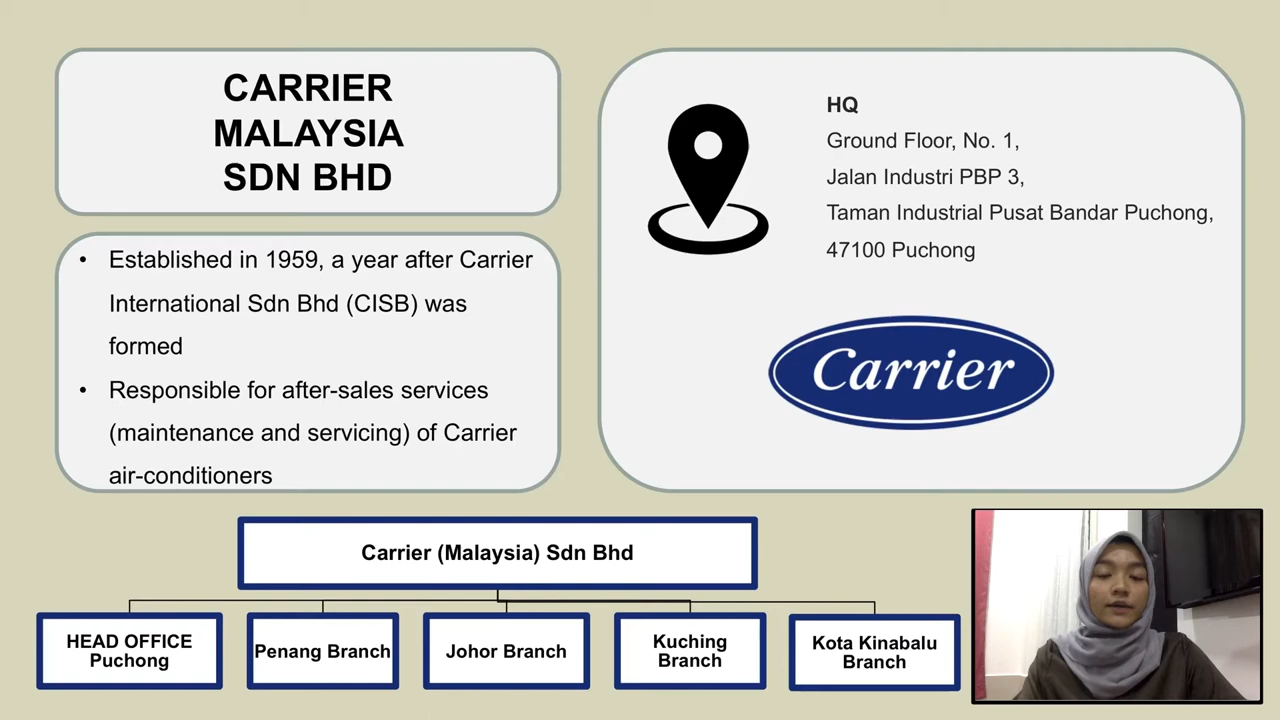 CARRIER
MALAYSIA
SDN BHD
• Established in 1959, a year after Carrier
International Sdn Bhd (CISB) was
formed
• Responsible for after-sales services
(maintenance and servicing) of Carrier
air-conditioners
HQ
Ground Floor, No. 1,
Jalan Industri PBP 3,
Taman Industrial Pusat Bandar Puchong,
47100 Puchong
Carrier
Carrier (Malaysia) Sdn Bhd
HEAD OFFICE
Puchong
Penang Branch
Johor Branch
Kuching
Branch
Kota Kinabalu
Branch